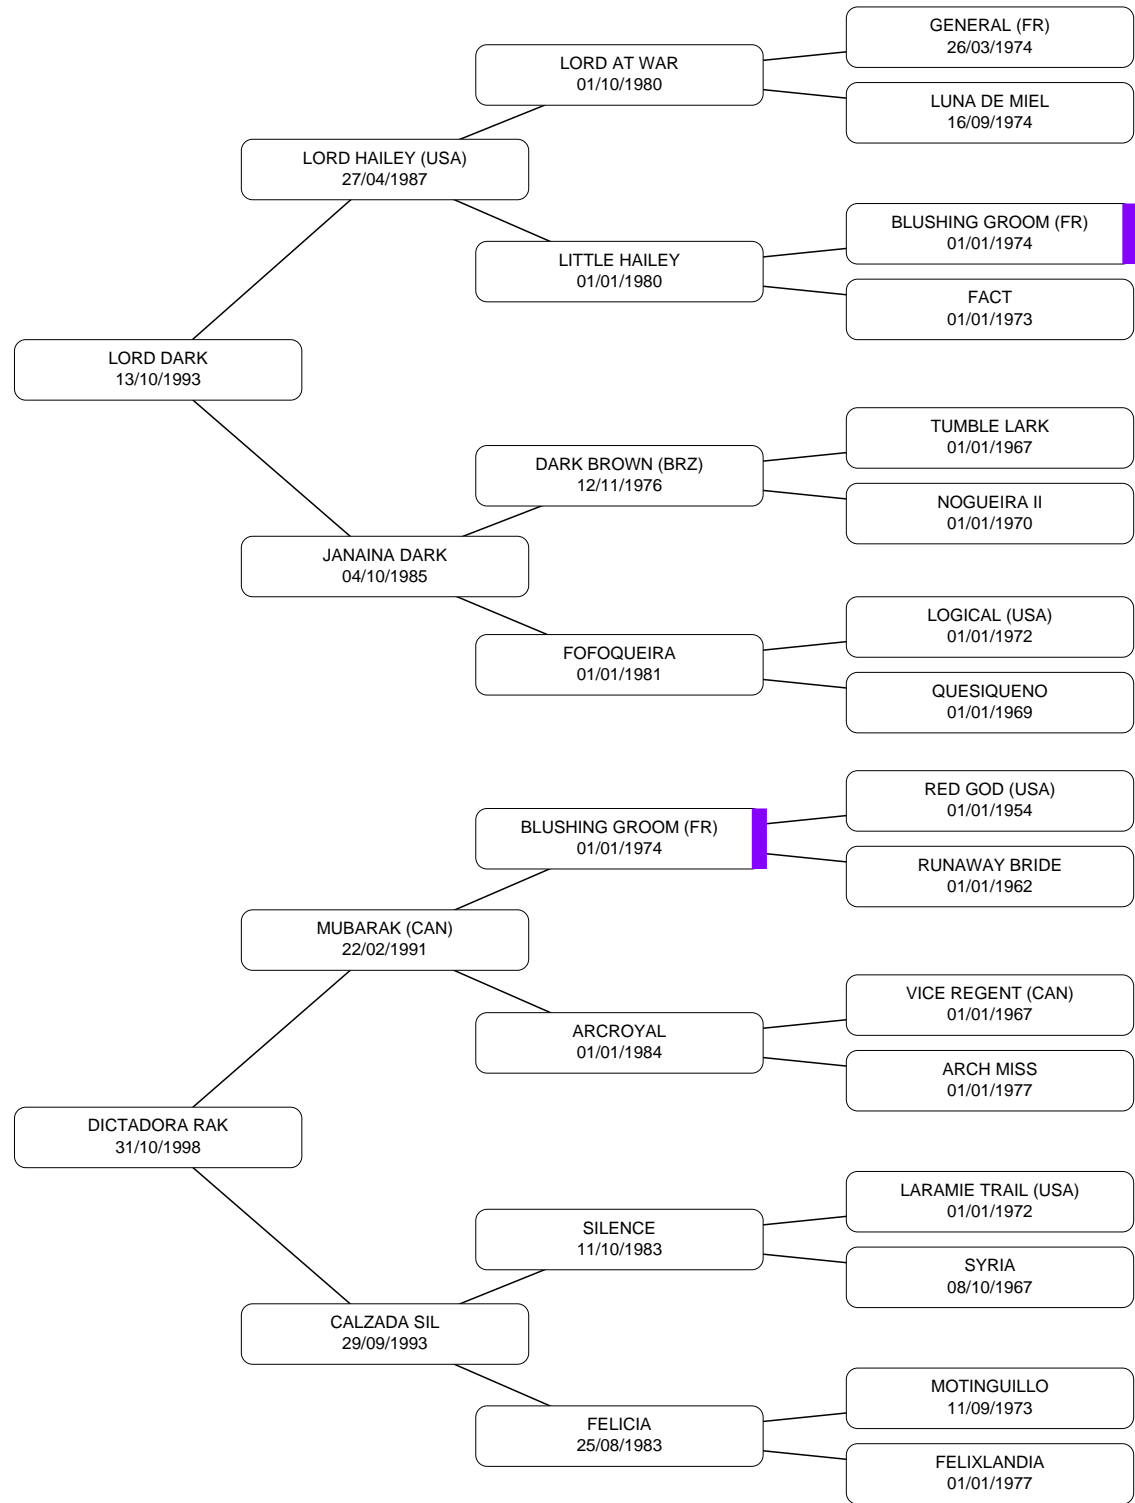 GENERAL (FR)
26/03/1974
LORD AT WAR
01/10/1980
LUNA DE MIEL
16/09/1974
LORD HAILEY (USA)
27/04/1987
BLUSHING GROOM (FR)
01/01/1974
LITTLE HAILEY
01/01/1980
FACT
01/01/1973
LORD DARK
13/10/1993
TUMBLE LARK
01/01/1967
DARK BROWN (BRZ)
12/11/1976
NOGUEIRA II
01/01/1970
JANAINA DARK
04/10/1985
LOGICAL (USA)
01/01/1972
FOFOQUEIRA
01/01/1981
QUESIQUENO
01/01/1969
RED GOD (USA)
01/01/1954
BLUSHING GROOM (FR)
01/01/1974
RUNAWAY BRIDE
01/01/1962
MUBARAK (CAN)
22/02/1991
VICE REGENT (CAN)
01/01/1967
ARCROYAL
01/01/1984
ARCH MISS
01/01/1977
DICTADORA RAK
31/10/1998
LARAMIE TRAIL (USA)
01/01/1972
SILENCE
11/10/1983
SYRIA
08/10/1967
CALZADA SIL
29/09/1993
MOTINGUILLO
11/09/1973
FELICIA
25/08/1983
FELIXLANDIA
01/01/1977